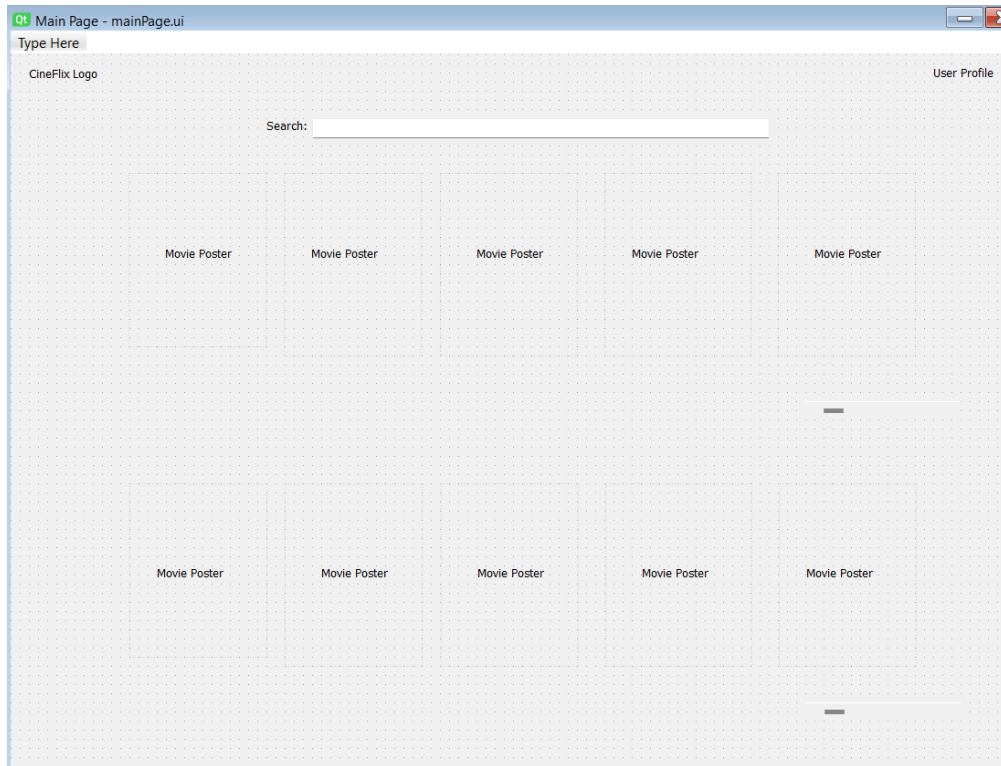 Qt Main Page - mainPage.ui
Type Here
CineFlix Logo User Profile
Search:
Movie Poster Movie Poster Movie Poster Movie Poster Movie Poster
Movie Poster Movie Poster Movie Poster Movie Poster Movie Poster